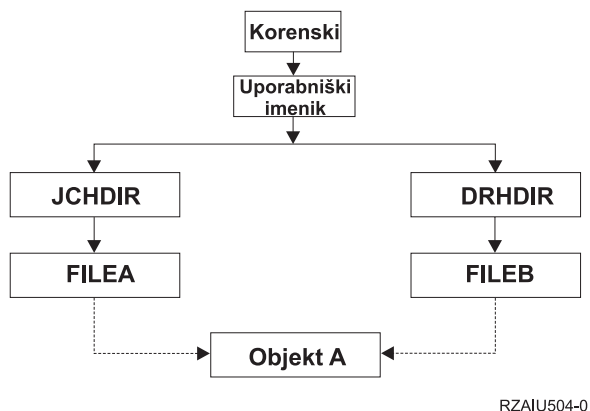 Korenski
Uporabniški
imenik
JCHDIR
DRHDIR
FILEA
FILEB
Objekt A
RZAIU504-0